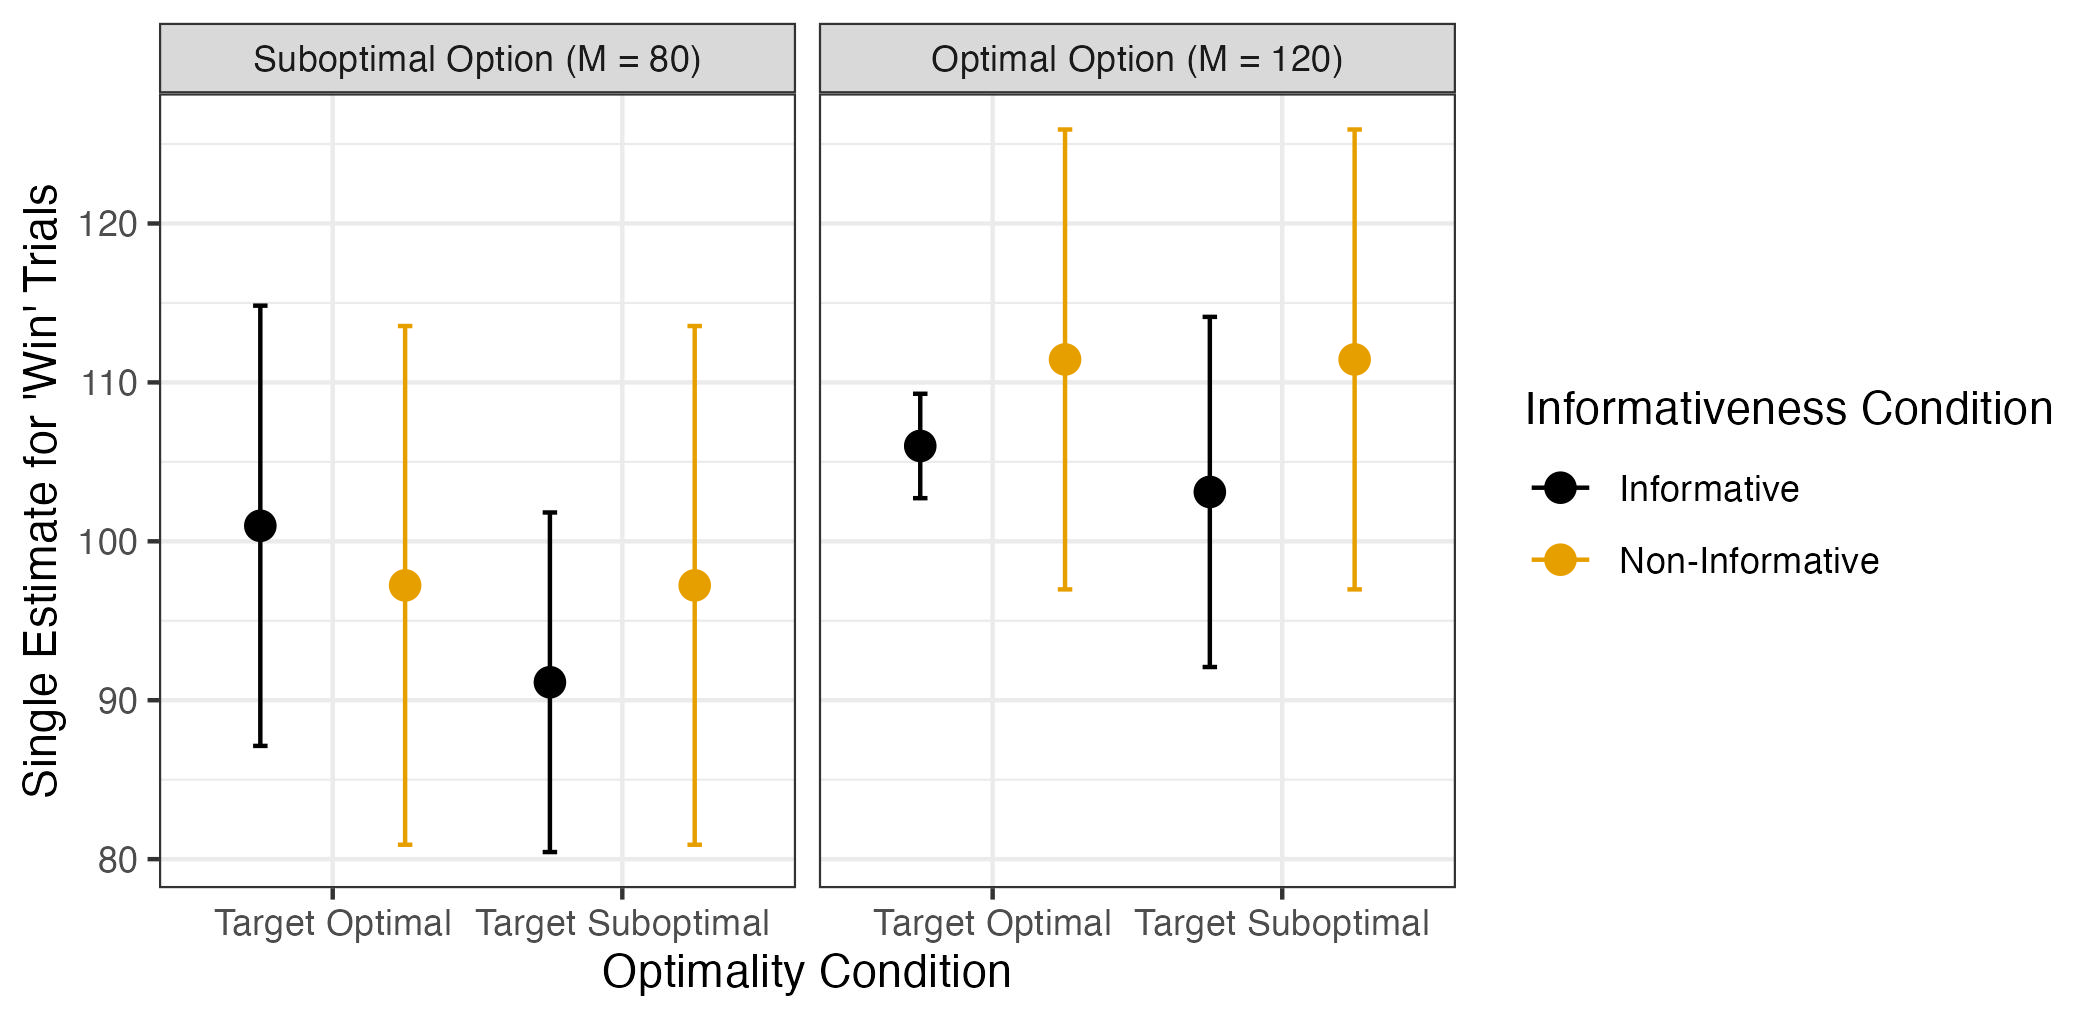 Suboptimal Option (M = 80)
Optimal Option (M = 120)
Single Estimate for 'Win' Trials
120
110
100
90
80
Target Optimal
Target Suboptimal
Target Optimal
Target Suboptimal
Optimality Condition
Informativeness Condition
Informative
Non-Informative